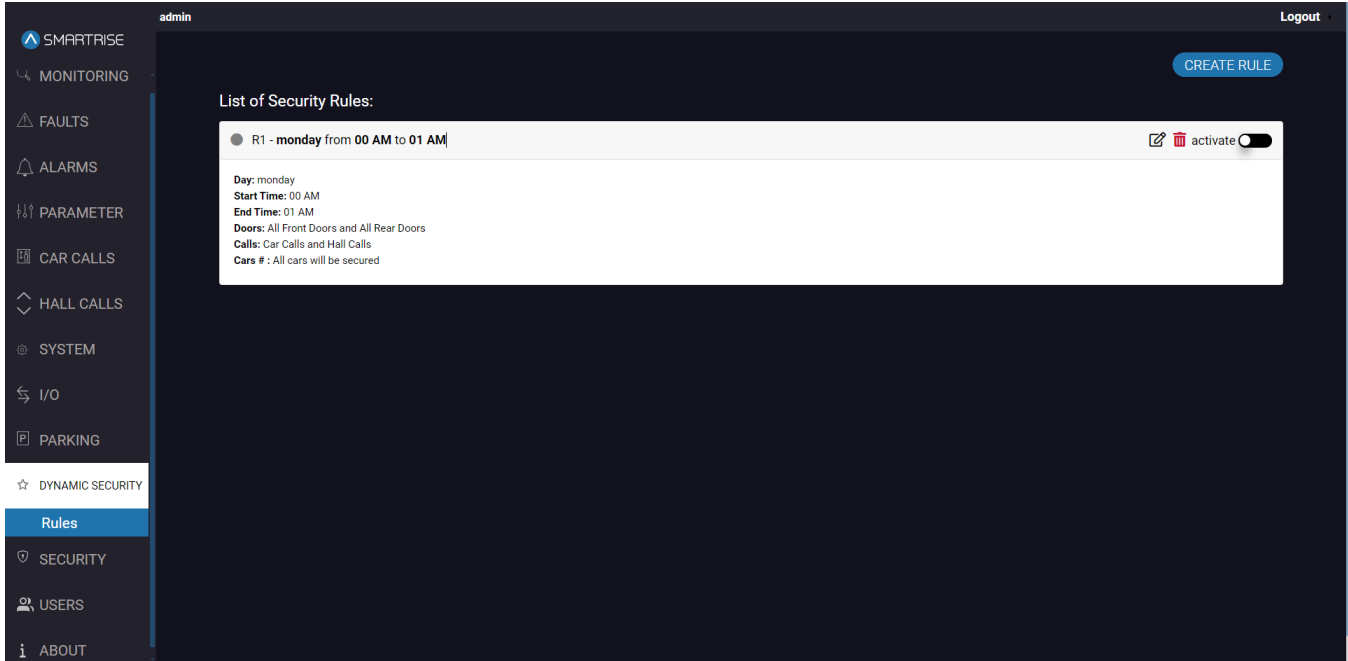 admin
Logout
SMARTRISE
MONITORING
FAULTS
ALARMS
PARAMETER
CAR CALLS
HALL CALLS
SYSTEM
I/O
PARKING
DYNAMIC SECURITY
Rules
SECURITY
USERS
ABOUT
CREATE RULE
List of Security Rules:
R1 - monday from 00 AM to 01 AM
activate
Day: monday
Start Time: 00 AM
End Time: 01 AM
Doors: All Front Doors and All Rear Doors
Calls: Car Calls and Hall Calls
Cars # : All cars will be secured